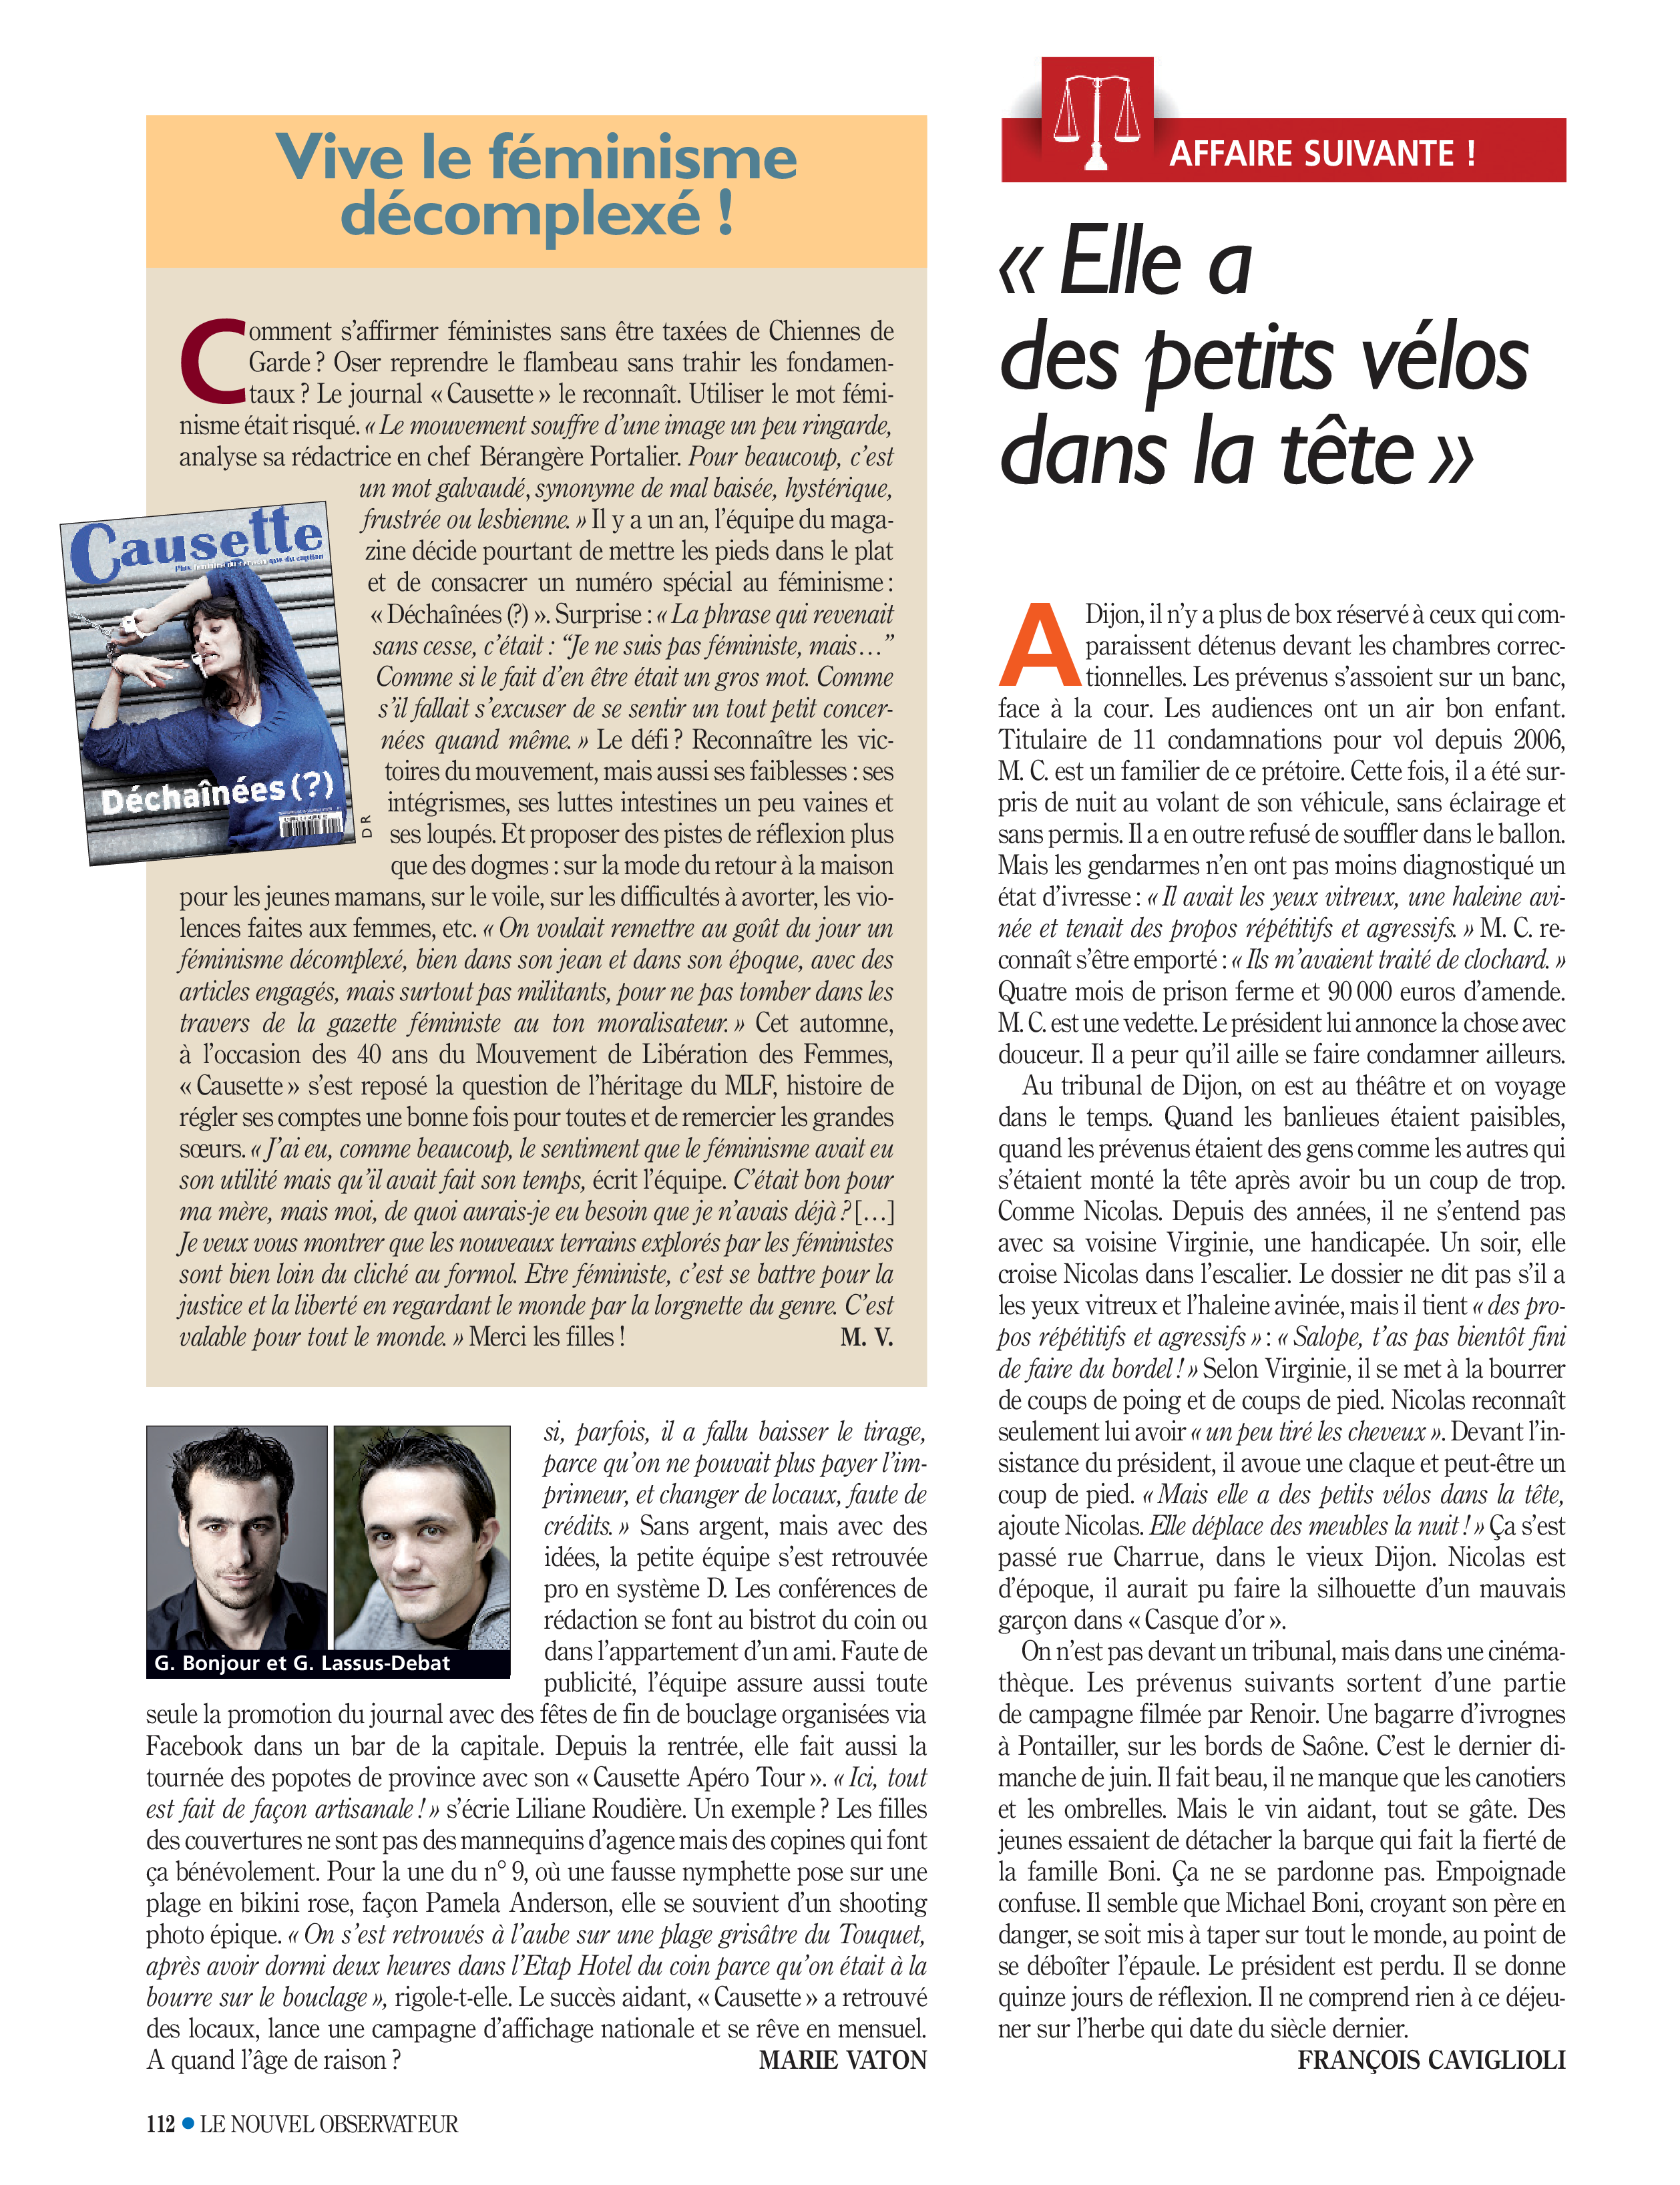 Vive le féminisme
décomplexé !
Comment s’affirmer féministes sans être taxées de Chiennes de
Garde ? Oser reprendre le flambeau sans trahir les fondamen-
taux ? Le journal « Causette » le reconnaît. Utiliser le mot fémi-
nisme était risqué. « Le mouvement souffre d’une image un peu ringarde,
analyse sa rédactrice en chef Bérangère Portalier. Pour beaucoup, c’est
un mot galvaudé, synonyme de mal baisée, hystérique,
frustrée ou lesbienne. » Il y a un an, l’équipe du maga-
zine décide pourtant de mettre les pieds dans le plat
et de consacrer un numéro spécial au féminisme :
« Déchaînées (?) ». Surprise : « La phrase qui revenait
sans cesse, c’était : “Je ne suis pas féministe, mais…”
Comme si le fait d’en être était un gros mot. Comme
s’il fallait s’excuser de se sentir un tout petit concer-
nées quand même. » Le défi ? Reconnaître les vic-
toires du mouvement, mais aussi ses faiblesses : ses
intégrismes, ses luttes intestines un peu vaines et
ses loupés. Et proposer des pistes de réflexion plus
que des dogmes : sur la mode du retour à la maison
pour les jeunes mamans, sur le voile, sur les difficultés à avorter, les vio-
lences faites aux femmes, etc. « On voulait remettre au goût du jour un
féminisme décomplexé, bien dans son jean et dans son époque, avec des
articles engagés, mais surtout pas militants, pour ne pas tomber dans les
travers de la gazette féministe au ton moralisateur. » Cet automne,
à l’occasion des 40 ans du Mouvement de Libération des Femmes,
« Causette » s’est reposé la question de l’héritage du MLF, histoire de
régler ses comptes une bonne fois pour toutes et de remercier les grandes
sœurs. « J’ai eu, comme beaucoup, le sentiment que le féminisme avait eu
son utilité mais qu’il avait fait son temps, écrit l’équipe. C’était bon pour
ma mère, mais moi, de quoi aurais-je eu besoin que je n’avais déjà ? […]
Je veux vous montrer que les nouveaux terrains explorés par les féministes
sont bien loin du cliché au formol. Etre féministe, c’est se battre pour la
justice et la liberté en regardant le monde par la lorgnette du genre. C’est
valable pour tout le monde. » Merci les filles ! M. V.
Causette
Plus féminine du cerveau que du capiton
Déchaînées (?)
DR
G. Bonjour et G. Lassus-Debat
si, parfois, il a fallu baisser le tirage,
parce qu’on ne pouvait plus payer l’im-
primeur, et changer de locaux, faute de
crédits. » Sans argent, mais avec des
idées, la petite équipe s’est retrouvée
pro en système D. Les conférences de
rédaction se font au bistrot du coin ou
dans l’appartement d’un ami. Faute de
publicité, l’équipe assure aussi toute
seule la promotion du journal avec des fêtes de fin de bouclage organisées via
Facebook dans un bar de la capitale. Depuis la rentrée, elle fait aussi la
tournée des popotes de province avec son « Causette Apéro Tour ». « Ici, tout
est fait de façon artisanale ! » s’écrie Liliane Roudière. Un exemple ? Les filles
des couvertures ne sont pas des mannequins d’agence mais des copines qui font
ça bénévolement. Pour la une du n° 9, où une fausse nymphette pose sur une
plage en bikini rose, façon Pamela Anderson, elle se souvient d’un shooting
photo épique. « On s’est retrouvés à l’aube sur une plage grisâtre du Touquet,
après avoir dormi deux heures dans l’Etap Hotel du coin parce qu’on était à la
bourre sur le bouclage », rigole-t-elle. Le succès aidant, « Causette » a retrouvé
des locaux, lance une campagne d’affichage nationale et se rêve en mensuel.
A quand l’âge de raison ? MARIE VATON
AFFAIRE SUIVANTE !
« Elle a
des petits vélos
dans la tête »
A Dijon, il n’y a plus de box réservé à ceux qui com-
paraissent détenus devant les chambres correc-
tionnelles. Les prévenus s’assoient sur un banc,
face à la cour. Les audiences ont un air bon enfant.
Titulaire de 11 condamnations pour vol depuis 2006,
M. C. est un familier de ce prétoire. Cette fois, il a été sur-
pris de nuit au volant de son véhicule, sans éclairage et
sans permis. Il a en outre refusé de souffler dans le ballon.
Mais les gendarmes n’en ont pas moins diagnostiqué un
état d’ivresse : « Il avait les yeux vitreux, une haleine avi-
née et tenait des propos répétitifs et agressifs. » M. C. re-
connaît s’être emporté : « Ils m’avaient traité de clochard. »
Quatre mois de prison ferme et 90 000 euros d’amende.
M. C. est une vedette. Le président lui annonce la chose avec
douceur. Il a peur qu’il aille se faire condamner ailleurs.
Au tribunal de Dijon, on est au théâtre et on voyage
dans le temps. Quand les banlieues étaient paisibles,
quand les prévenus étaient des gens comme les autres qui
s’étaient monté la tête après avoir bu un coup de trop.
Comme Nicolas. Depuis des années, il ne s’entend pas
avec sa voisine Virginie, une handicapée. Un soir, elle
croise Nicolas dans l’escalier. Le dossier ne dit pas s’il a
les yeux vitreux et l’haleine avinée, mais il tient « des pro-
pos répétitifs et agressifs » : « Salope, t’as pas bientôt fini
de faire du bordel ! » Selon Virginie, il se met à la bourrer
de coups de poing et de coups de pied. Nicolas reconnaît
seulement lui avoir « un peu tiré les cheveux ». Devant l’in-
sistance du président, il avoue une claque et peut-être un
coup de pied. « Mais elle a des petits vélos dans la tête,
ajoute Nicolas. Elle déplace des meubles la nuit ! » Ça s’est
passé rue Charrue, dans le vieux Dijon. Nicolas est
d’époque, il aurait pu faire la silhouette d’un mauvais
garçon dans « Casque d’or ».
On n’est pas devant un tribunal, mais dans une cinéma-
thèque. Les prévenus suivants sortent d’une partie
de campagne filmée par Renoir. Une bagarre d’ivrognes
à Pontailler, sur les bords de Saône. C’est le dernier di-
manche de juin. Il fait beau, il ne manque que les canotiers
et les ombrelles. Mais le vin aidant, tout se gâte. Des
jeunes essaient de détacher la barque qui fait la fierté de
la famille Boni. Ça ne se pardonne pas. Empoignade
confuse. Il semble que Michael Boni, croyant son père en
danger, se soit mis à taper sur tout le monde, au point de
se déboîter l’épaule. Le président est perdu. Il se donne
quinze jours de réflexion. Il ne comprend rien à ce déjeu-
ner sur l’herbe qui date du siècle dernier.
FRANÇOIS CAVIGLIOLI
112 • LE NOUVEL OBSERVATEUR